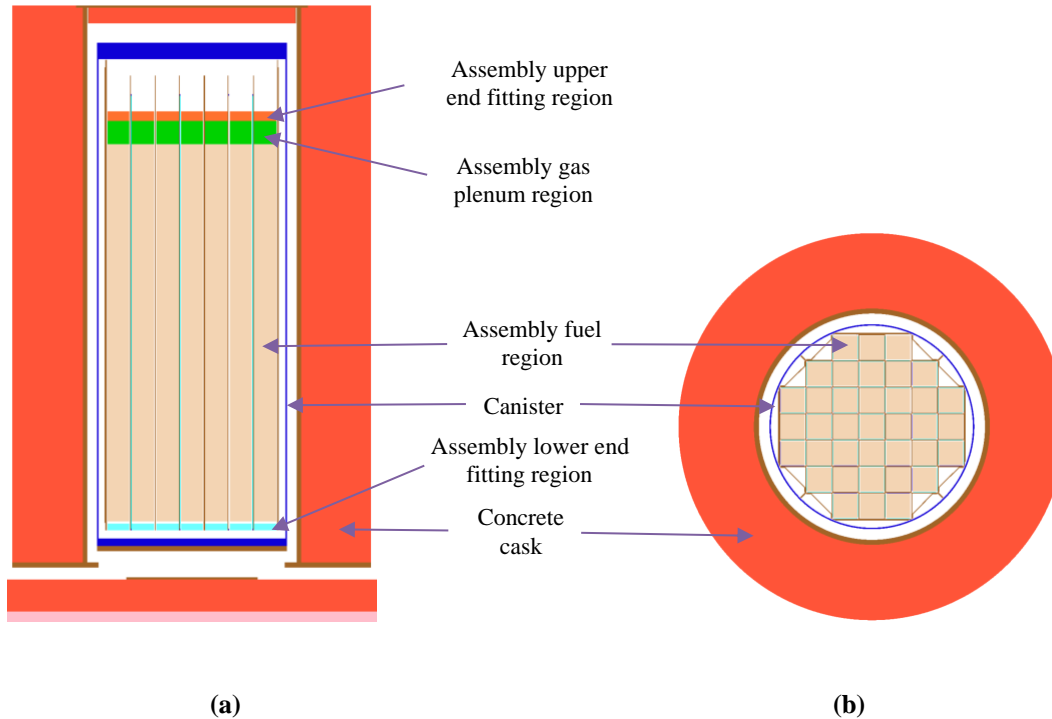 Assembly upper
end fitting region
Assembly gas
plenum region
Assembly fuel
region
Canister
Assembly lower end
fitting region
Concrete
cask
(a)
(b)